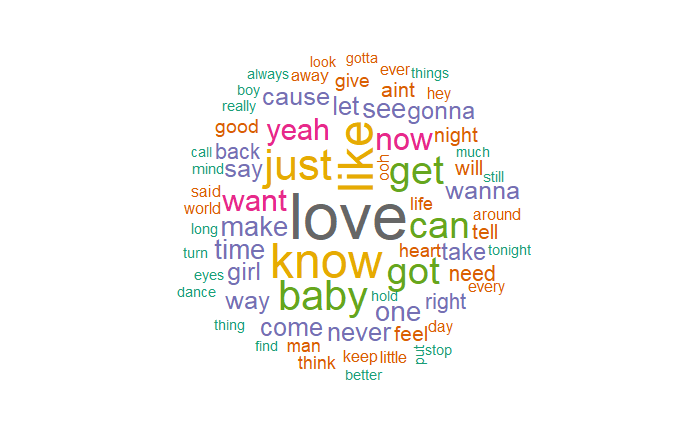 look gotta
always away give ever things
boy cause let see aint hey
really gonna
good yeah like now night
call back just ooh get much
mind say will still
said want life wanna
world love can around
long make tell
turn time know heart take tonight
eyes girl got need
dance baby hold every
way one right
thing come never feel day
find man keep little put stop
think
better